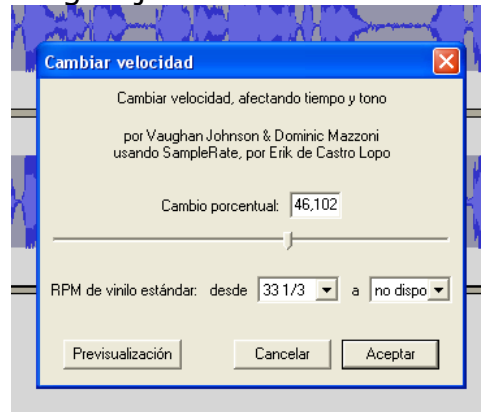 Cambiar velocidad
Cambiar velocidad, afectando tiempo y tono
por Vaughan Johnson & Dominic Mazzoni
usando SampleRate, por Erik de Castro Lopo
Cambio porcentual: 46,102
RPM de vinilo estándar: desde 33 1/3 a no dispo
Previsualización Cancelar Aceptar